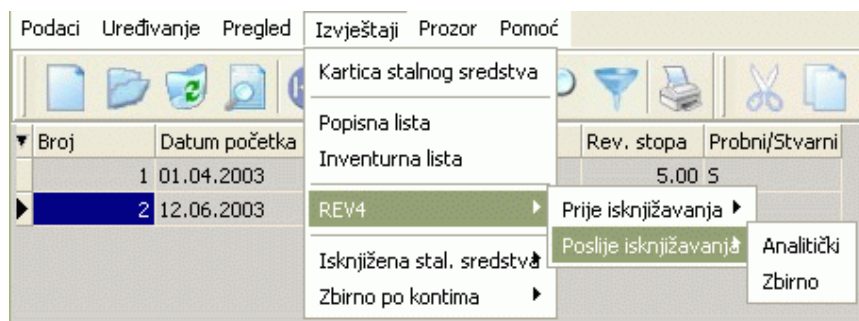 Podaci Uređivanje Pregled Izvještaji Prozor Pomoć
Kartica stalnog sredstva
Popisna lista
Inventurna lista
REV4
Isknjižena stal. sredstva
Zbirno po kontima
Prije isknjižavanja
Poslije isknjižavanja
Analitički
Zbirno
Broj Datum početka Rev. stopa Probni/Stvarni
1 01.04.2003 5.00 S
2 12.06.2003